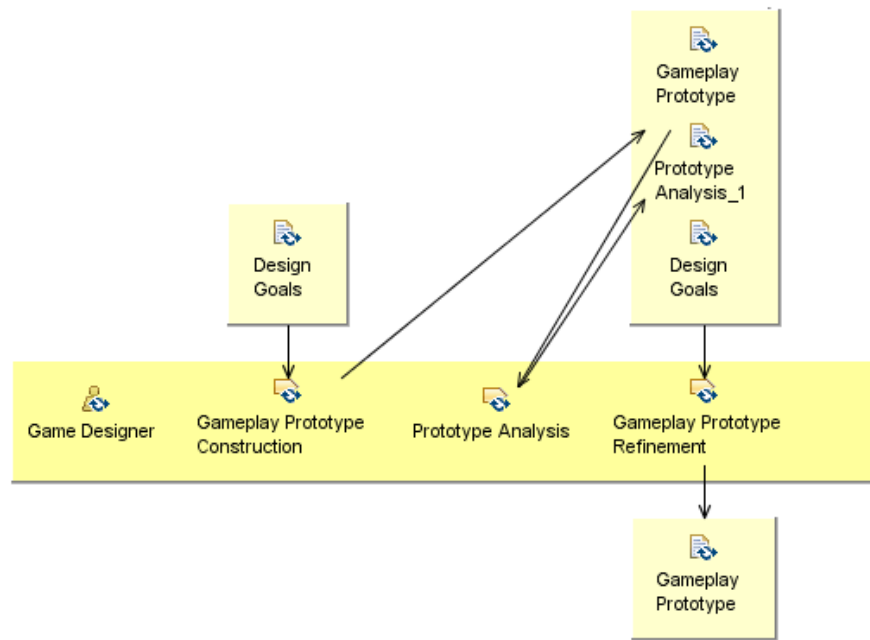 Gameplay
Prototype
Prototype
Analysis_1
Design
Goals
Design
Goals
Game Designer
Gameplay Prototype
Construction
Prototype Analysis
Gameplay Prototype
Refinement
Gameplay
Prototype